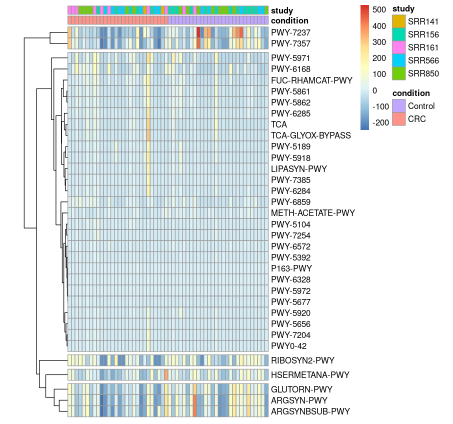 study
condition
PWY-7237
PWY-7357
PWY-5971
PWY-6168
FUC-RHAMCAT-PWY
PWY-5861
PWY-5862
PWY-6285
TCA
TCA-GLYOX-BYPASS
PWY-5189
PWY-5918
LIPASYN-PWY
PWY-7385
PWY-6284
PWY-6859
METH-ACETATE-PWY
PWY-5104
PWY-7254
PWY-6572
PWY-5392
P163-PWY
PWY-6328
PWY-5972
PWY-5677
PWY-5920
PWY-5656
PWY-7204
PWY0-42
RIBOSYN2-PWY
HSERMETANA-PWY
GLUTORN-PWY
ARGSYN-PWY
ARGSYNBSUB-PWY
500
400
300
200
100
0
-100
-200
study
SRR141
SRR156
SRR161
SRR566
SRR850
condition
Control
CRC